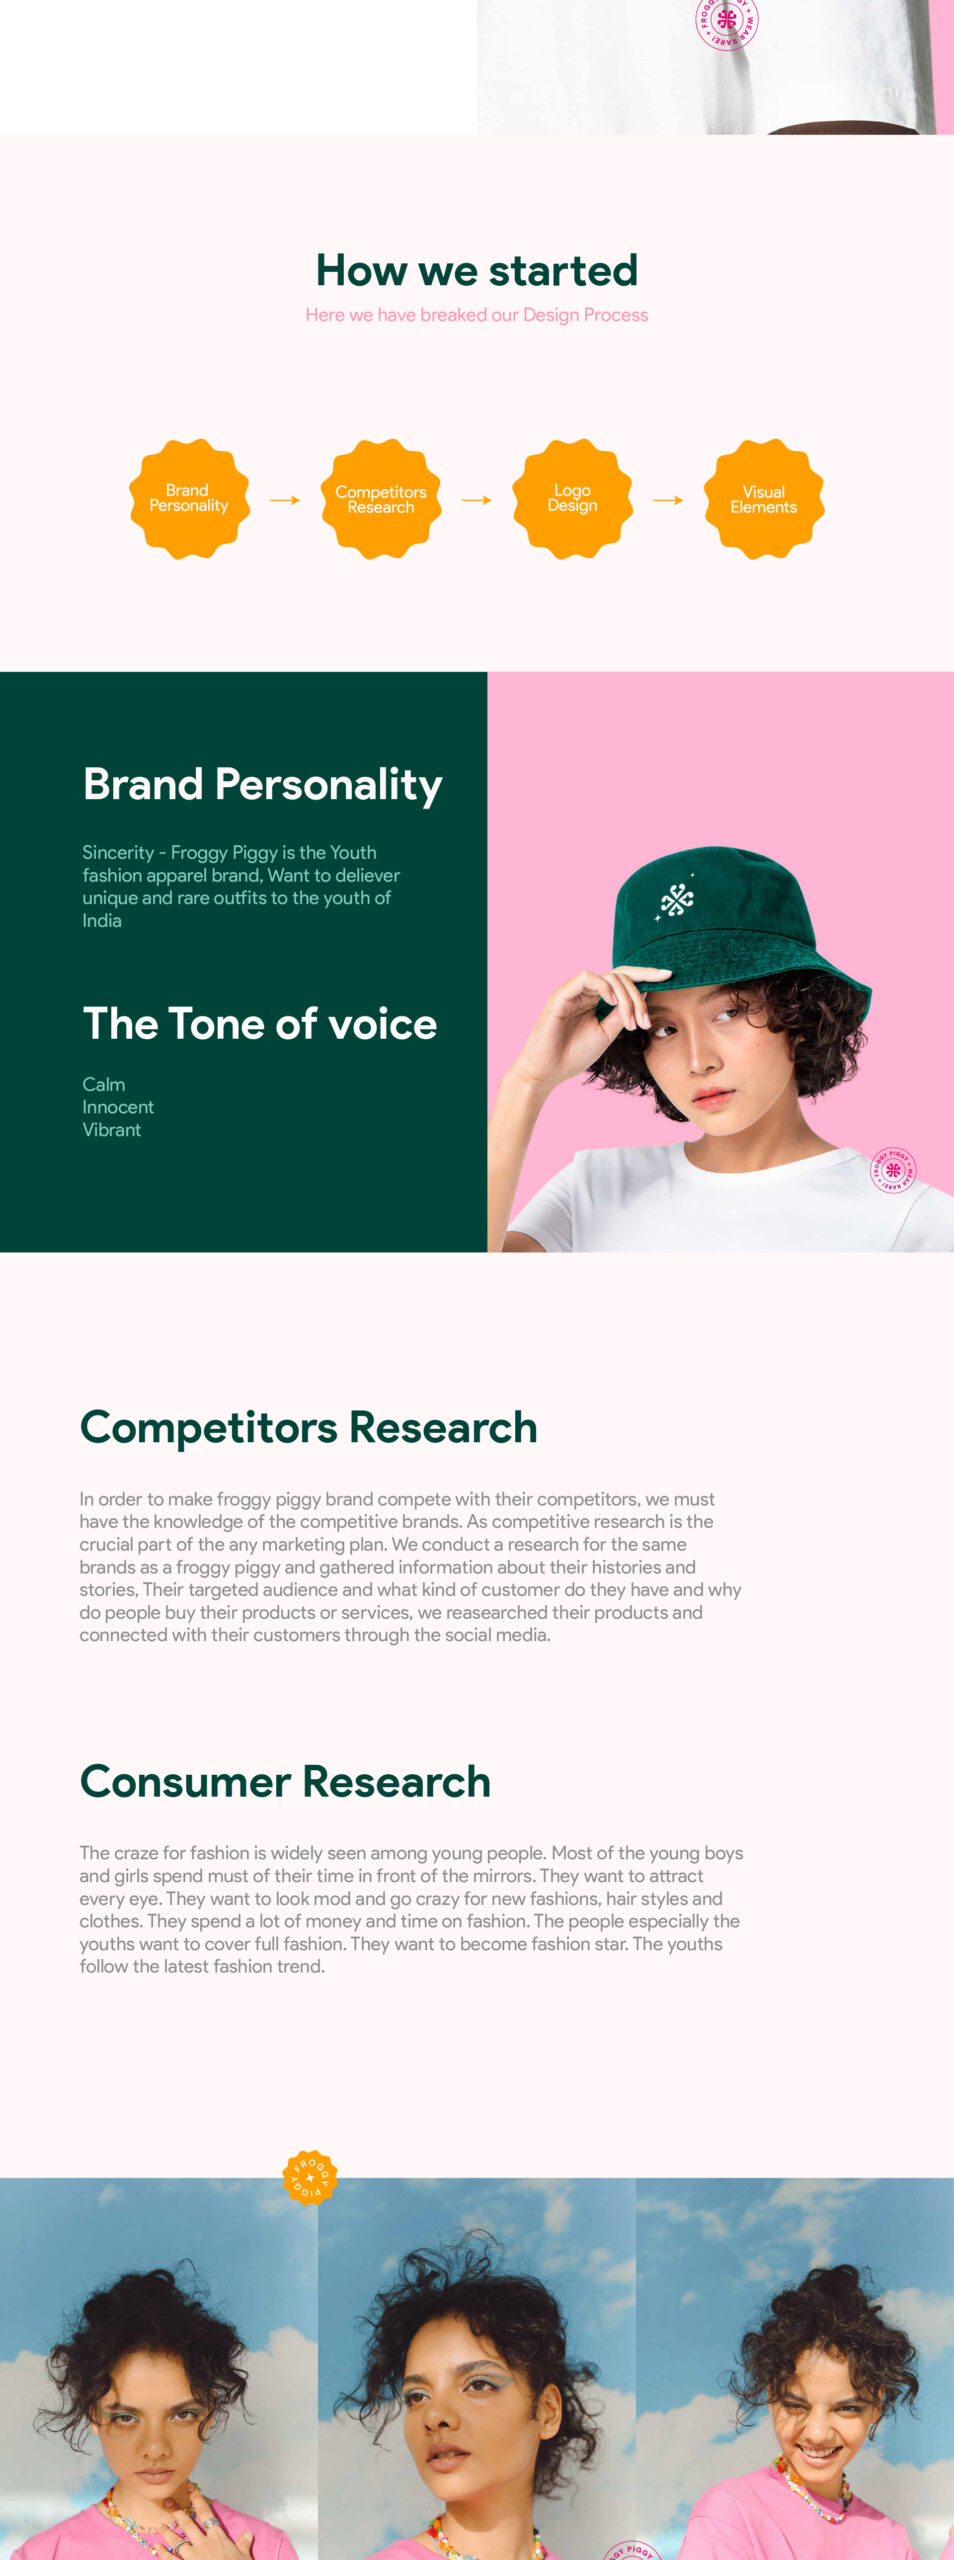 FROGGY PIGGY + WEAR RARE! +
How we started
Here we have breaked our Design Process
Brand
Personality
Competitors
Research
Logo
Design
Visual
Elements
Brand Personality
Sincerity - Froggy Piggy is the Youth
fashion apparel brand, Want to deliever
unique and rare outfits to the youth of
India
The Tone of voice
Calm
Innocent
Vibrant
FROGGY PIGGY + WEAR RARE! +
Competitors Research
In order to make froggy piggy brand compete with their competitors, we must
have the knowledge of the competitive brands. As competitive research is the
crucial part of the any marketing plan. We conduct a research for the same
brands as a froggy piggy and gathered information about their histories and
stories, Their targeted audience and what kind of customer do they have and why
do people buy their products or services, we reasearched their products and
connected with their customers through the social media.
Consumer Research
The craze for fashion is widely seen among young people. Most of the young boys
and girls spend must of their time in front of the mirrors. They want to attract
every eye. They want to look mod and go crazy for new fashions, hair styles and
clothes. They spend a lot of money and time on fashion. The people especially the
youths want to cover full fashion. They want to become fashion star. The youths
follow the latest fashion trend.
FROGGY PIGGY
GY PIGGY